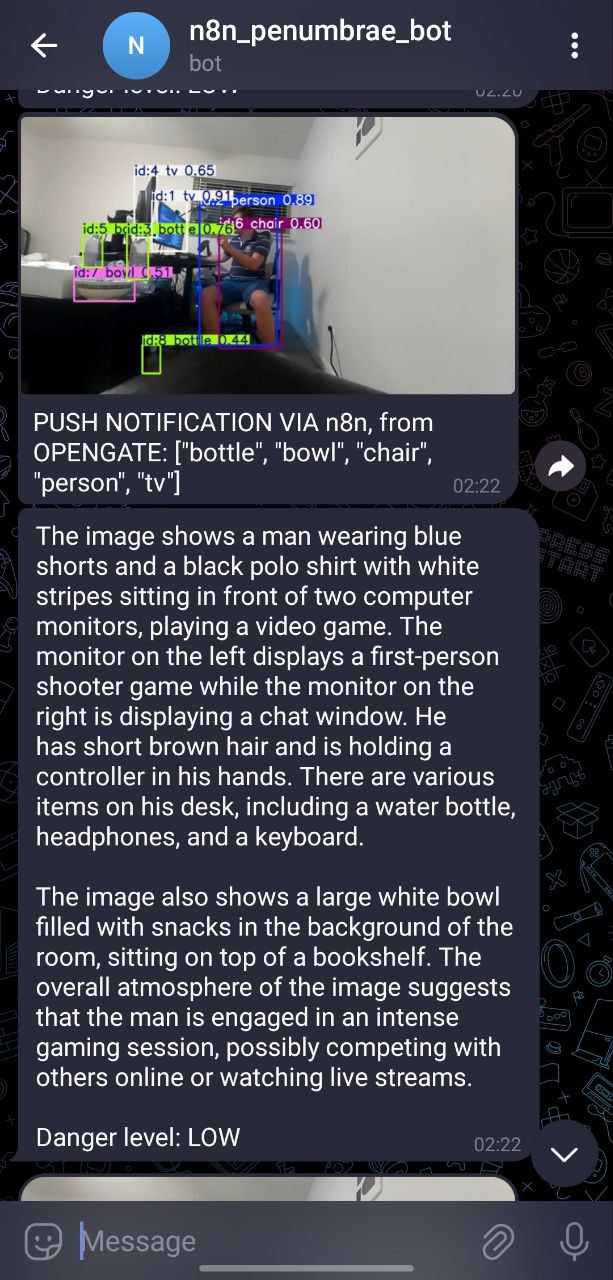 n8n_penumbrae_bot
N
bot
Danger level: LOW
02:20
id:4 tv 0.65
id:1 tv 0.91
person 0.89
id:6 chair 0.60
id:5 bo
id:3 bottle 0.76
id:7 bowl 0.51
id:8 bottle 0.44
PUSH NOTIFICATION VIA n8n, from
OPENGATE: ["bottle", "bowl", "chair",
"person", "tv"]
02:22
The image shows a man wearing blue
shorts and a black polo shirt with white
stripes sitting in front of two computer
monitors, playing a video game. The
monitor on the left displays a first-person
shooter game while the monitor on the
right is displaying a chat window. He
has short brown hair and is holding a
controller in his hands. There are various
items on his desk, including a water bottle,
headphones, and a keyboard.
The image also shows a large white bowl
filled with snacks in the background of the
room, sitting on top of a bookshelf. The
overall atmosphere of the image suggests
that the man is engaged in an intense
gaming session, possibly competing with
others online or watching live streams.
Danger level: LOW
02:22
PRESS
START
Message